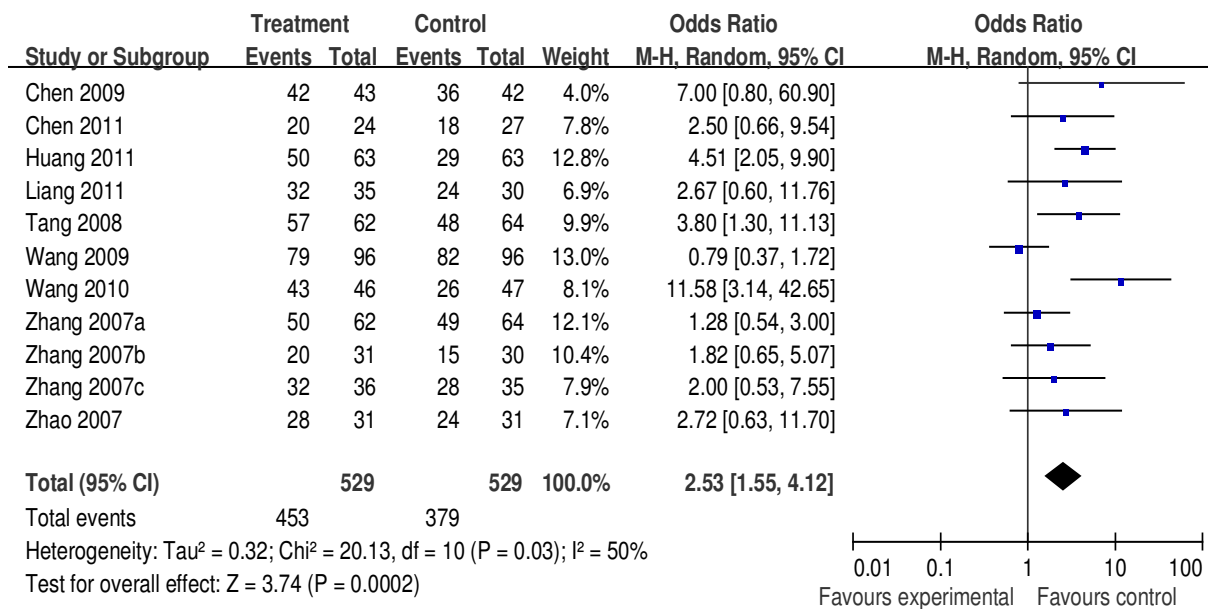 Treatment Control Odds Ratio Odds Ratio
Study or Subgroup Events Total Events Total Weight M-H, Random, 95% CI M-H, Random, 95% CI
Chen 2009 42 43 36 42 4.0% 7.00 [0.80, 60.90]
Chen 2011 20 24 18 27 7.8% 2.50 [0.66, 9.54]
Huang 2011 50 63 29 63 12.8% 4.51 [2.05, 9.90]
Liang 2011 32 35 24 30 6.9% 2.67 [0.60, 11.76]
Tang 2008 57 62 48 64 9.9% 3.80 [1.30, 11.13]
Wang 2009 79 96 82 96 13.0% 0.79 [0.37, 1.72]
Wang 2010 43 46 26 47 8.1% 11.58 [3.14, 42.65]
Zhang 2007a 50 62 49 64 12.1% 1.28 [0.54, 3.00]
Zhang 2007b 20 31 15 30 10.4% 1.82 [0.65, 5.07]
Zhang 2007c 32 36 28 35 7.9% 2.00 [0.53, 7.55]
Zhao 2007 28 31 24 31 7.1% 2.72 [0.63, 11.70]
Total (95% CI) 529 529 100.0% 2.53 [1.55, 4.12]
Total events 453 379
Heterogeneity: Tau² = 0.32; Chi² = 20.13, df = 10 (P = 0.03); I² = 50%
Test for overall effect: Z = 3.74 (P = 0.0002)
0.01 0.1 1 10 100
Favours experimental Favours control